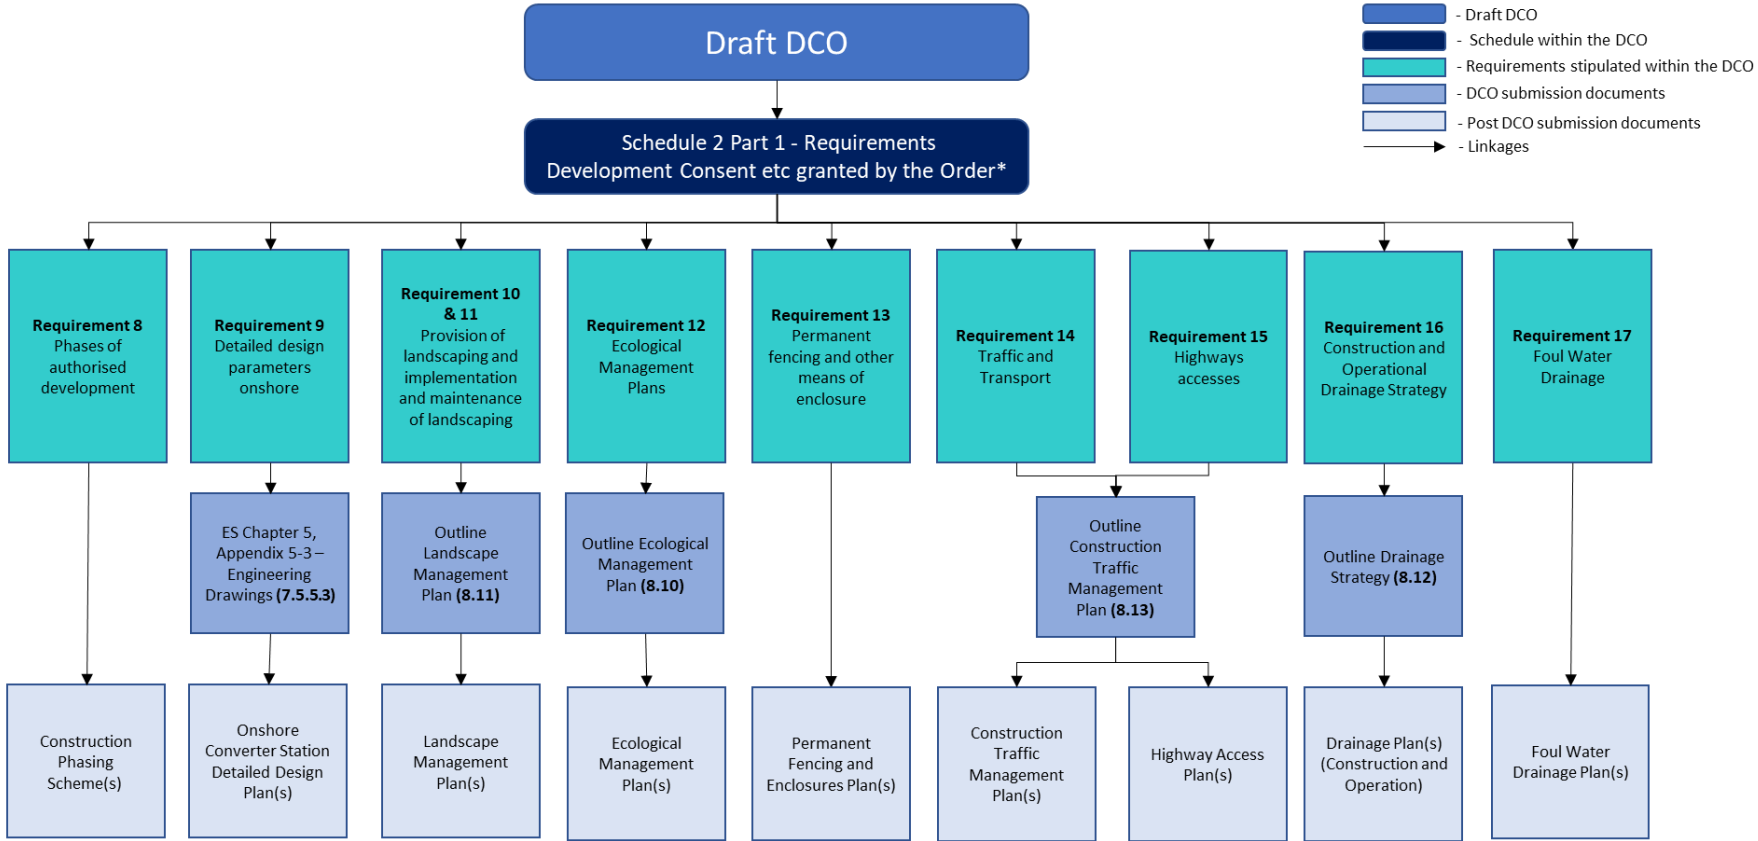 Draft DCO
- Draft DCO
- Schedule within the DCO
- Requirements stipulated within the DCO
- DCO submission documents
- Post DCO submission documents
- Linkages
Schedule 2 Part 1 - Requirements
Development Consent etc granted by the Order*
Requirement 8
Phases of
authorised
development
Requirement 9
Detailed design
parameters
onshore
Requirement 10
& 11
Provision of
landscaping and
implementation
and maintenance
of landscaping
Requirement 12
Ecological
Management
Plans
Requirement 13
Permanent
fencing and other
means of
enclosure
Requirement 14
Traffic and
Transport
Requirement 15
Highways
accesses
Requirement 16
Construction and
Operational
Drainage Strategy
Requirement 17
Foul Water
Drainage
ES Chapter 5,
Appendix 5-3 –
Engineering
Drawings (7.5.5.3)
Outline
Landscape
Management
Plan (8.11)
Outline Ecological
Management
Plan (8.10)
Outline
Construction
Traffic
Management
Plan (8.13)
Outline Drainage
Strategy (8.12)
Construction
Phasing
Scheme(s)
Onshore
Converter Station
Detailed Design
Plan(s)
Landscape
Management
Plan(s)
Ecological
Management
Plan(s)
Permanent
Fencing and
Enclosures Plan(s)
Construction
Traffic
Management
Plan(s)
Highway Access
Plan(s)
Drainage Plan(s)
(Construction and
Operation)
Foul Water
Drainage Plan(s)